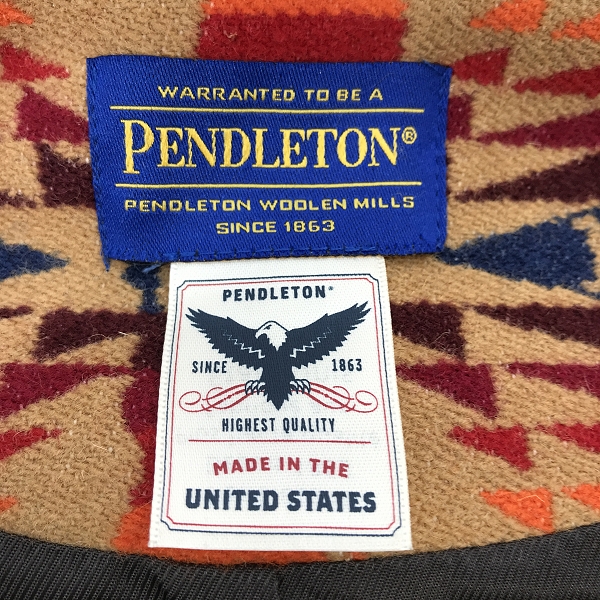 WARRANTED TO BE A
PENDLETON®
PENDLETON WOOLEN MILLS
SINCE 1863
PENDLETON®
SINCE 1863
HIGHEST QUALITY
MADE IN THE
UNITED STATES